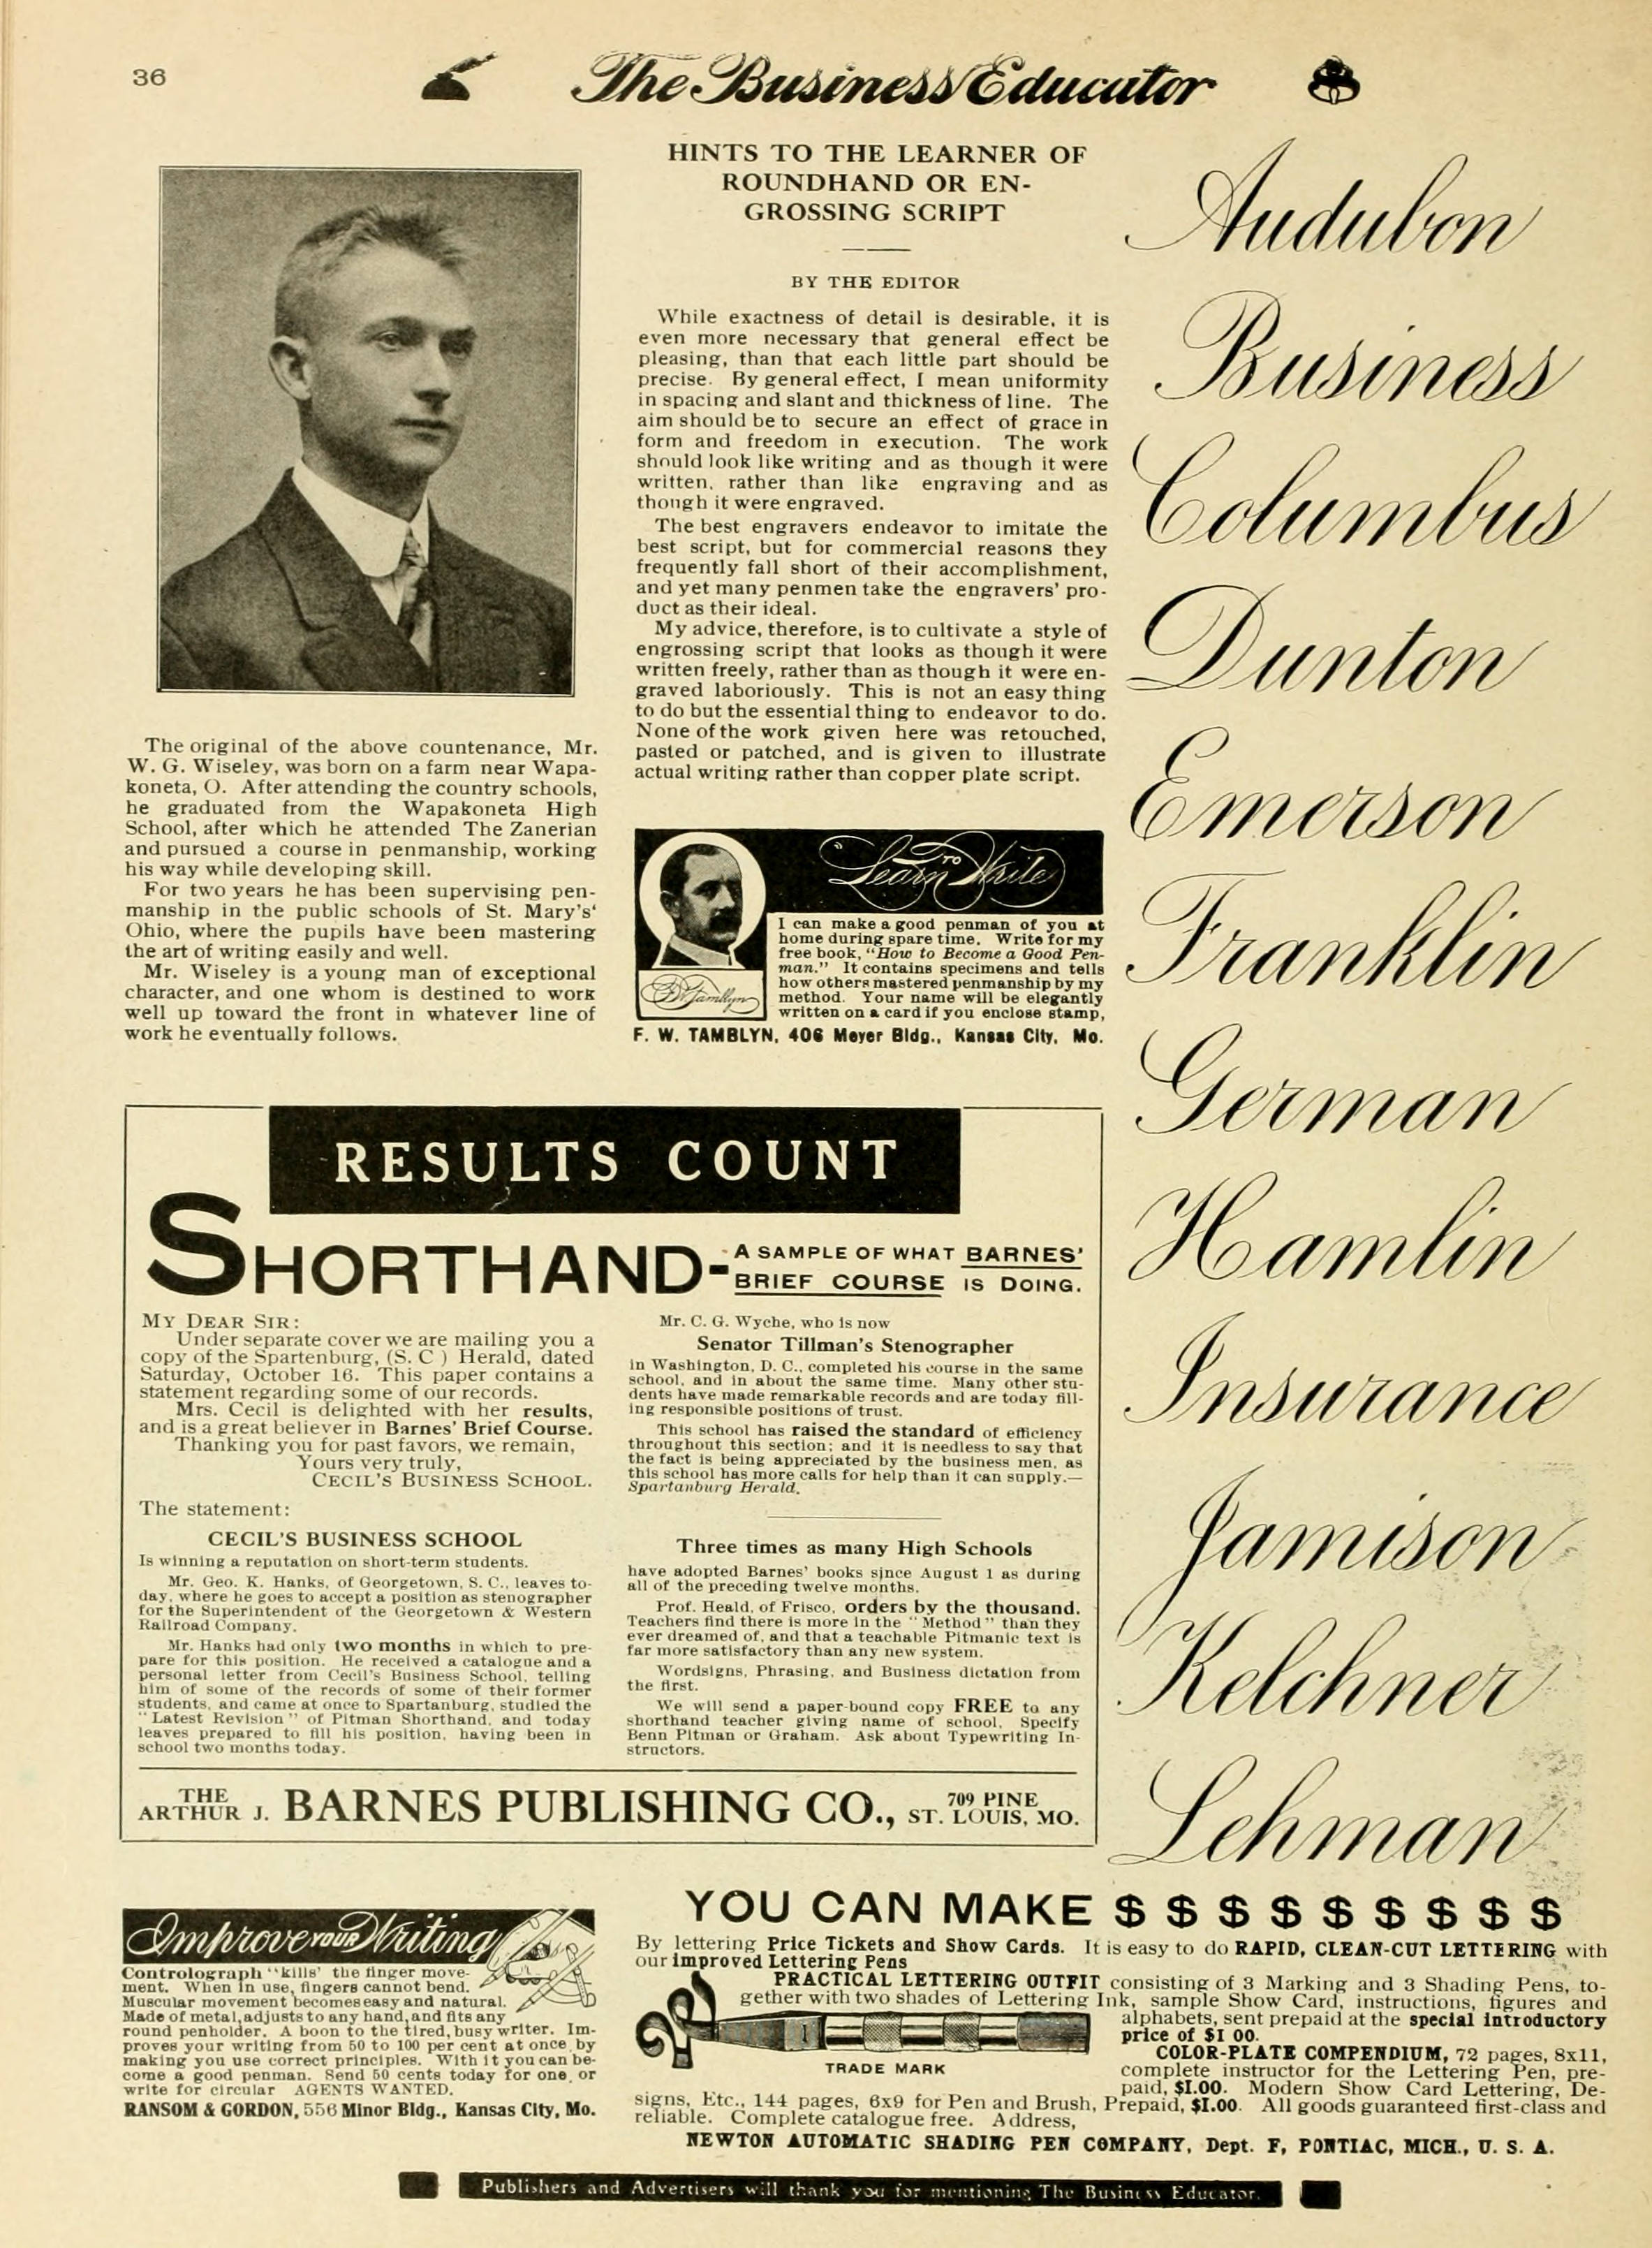 36
The Business Educator
The original of the above countenance, Mr.
W. G. Wiseley, was born on a farm near Wapa-
koneta, O. After attending the country schools,
he graduated from the Wapakoneta High
School, after which he attended The Zanerian
and pursued a course in penmanship, working
his way while developing skill.
For two years he has been supervising pen-
manship in the public schools of St. Mary's'
Ohio, where the pupils have been mastering
the art of writing easily and well.
Mr. Wiseley is a young man of exceptional
character, and one whom is destined to work
well up toward the front in whatever line of
work he eventually follows.
HINTS TO THE LEARNER OF
ROUNDHAND OR EN-
GROSSING SCRIPT
BY THE EDITOR
While exactness of detail is desirable, it is
even more necessary that general effect be
pleasing, than that each little part should be
precise. By general effect, I mean uniformity
in spacing and slant and thickness of line. The
aim should be to secure an effect of grace in
form and freedom in execution. The work
should look like writing and as though it were
written, rather than like engraving and as
though it were engraved.
The best engravers endeavor to imitate the
best script, but for commercial reasons they
frequently fall short of their accomplishment,
and yet many penmen take the engravers' pro-
duct as their ideal.
My advice, therefore, is to cultivate a style of
engrossing script that looks as though it were
written freely, rather than as though it were en-
graved laboriously. This is not an easy thing
to do but the essential thing to endeavor to do.
None of the work given here was retouched,
pasted or patched, and is given to illustrate
actual writing rather than copper plate script.
Learn TO Write
I can make a good penman of you at
home during spare time. Write for my
free book, "How to Become a Good Pen-
man." It contains specimens and tells
how others mastered penmanship by my
method. Your name will be elegantly
written on a card if you enclose stamp,
F. W. Tamblyn
F. W. TAMBLYN, 406 Meyer Bldg., Kansas City, Mo.
Audubon
Business
Columbus
Dunton
Emerson
Franklin
German
Hamlin
Insurance
Jamison
Kelchner
Lehman
RESULTS COUNT
SHORTHAND- A SAMPLE OF WHAT BARNES'
BRIEF COURSE IS DOING.
MY DEAR SIR:
Under separate cover we are mailing you a
copy of the Spartenburg, (S. C ) Herald, dated
Saturday, October 16. This paper contains a
statement regarding some of our records.
Mrs. Cecil is delighted with her results,
and is a great believer in Barnes' Brief Course.
Thanking you for past favors, we remain,
Yours very truly,
CECIL'S BUSINESS SCHOOL.
The statement:
CECIL'S BUSINESS SCHOOL
Is winning a reputation on short-term students.
Mr. Geo. K. Hanks, of Georgetown, S. C., leaves to-
day, where he goes to accept a position as stenographer
for the Superintendent of the Georgetown & Western
Railroad Company.
Mr. Hanks had only two months in which to pre-
pare for this position. He received a catalogue and a
personal letter from Cecil's Business School, telling
him of some of the records of some of their former
students, and came at once to Spartanburg, studied the
"Latest Revision" of Pitman Shorthand, and today
leaves prepared to fill his position, having been in
school two months today.
Mr. C. G. Wyche, who is now
Senator Tillman's Stenographer
in Washington, D. C., completed his course in the same
school, and in about the same time. Many other stu-
dents have made remarkable records and are today fill-
ing responsible positions of trust.
This school has raised the standard of efficiency
throughout this section; and it is needless to say that
the fact is being appreciated by the business men, as
this school has more calls for help than it can supply.—
Spartanburg Herald.
Three times as many High Schools
have adopted Barnes' books since August 1 as during
all of the preceding twelve months.
Prof. Heald, of Frisco, orders by the thousand.
Teachers find there is more in the "Method" than they
ever dreamed of, and that a teachable Pitmanic text is
far more satisfactory than any new system.
Wordsigns, Phrasing, and Business dictation from
the first.
We will send a paper-bound copy FREE to any
shorthand teacher giving name of school. Specify
Benn Pitman or Graham. Ask about Typewriting In-
structors.
THE ARTHUR J. BARNES PUBLISHING CO., 709 PINE ST. LOUIS, MO.
Improve YOUR Writing
Controlograph "kills' the finger move-
ment. When in use, fingers cannot bend.
Muscular movement becomes easy and natural.
Made of metal, adjusts to any hand, and fits any
round penholder. A boon to the tired, busy writer. Im-
proves your writing from 50 to 100 per cent at once by
making you use correct principles. With it you can be-
come a good penman. Send 50 cents today for one, or
write for circular AGENTS WANTED.
RANSOM & GORDON, 556 Minor Bldg., Kansas City, Mo.
YOU CAN MAKE $ $ $ $ $ $ $ $ $
By lettering Price Tickets and Show Cards. It is easy to do RAPID, CLEAN-CUT LETTERING with
our improved Lettering Pens
PRACTICAL LETTERING OUTFIT consisting of 3 Marking and 3 Shading Pens, to-
gether with two shades of Lettering Ink, sample Show Card, instructions, figures and
alphabets, sent prepaid at the special introductory
price of $1 00.
TRADE MARK
COLOR-PLATE COMPENDIUM, 72 pages, 8x11,
complete instructor for the Lettering Pen, pre-
paid, $1.00. Modern Show Card Lettering, De-
signs, Etc., 144 pages, 6x9 for Pen and Brush, Prepaid, $1.00. All goods guaranteed first-class and
reliable. Complete catalogue free. Address,
NEWTON AUTOMATIC SHADING PEN COMPANY, Dept. F, PONTIAC, MICH., U. S. A.
Publishers and Advertisers will thank you for mentioning The Business Educator.